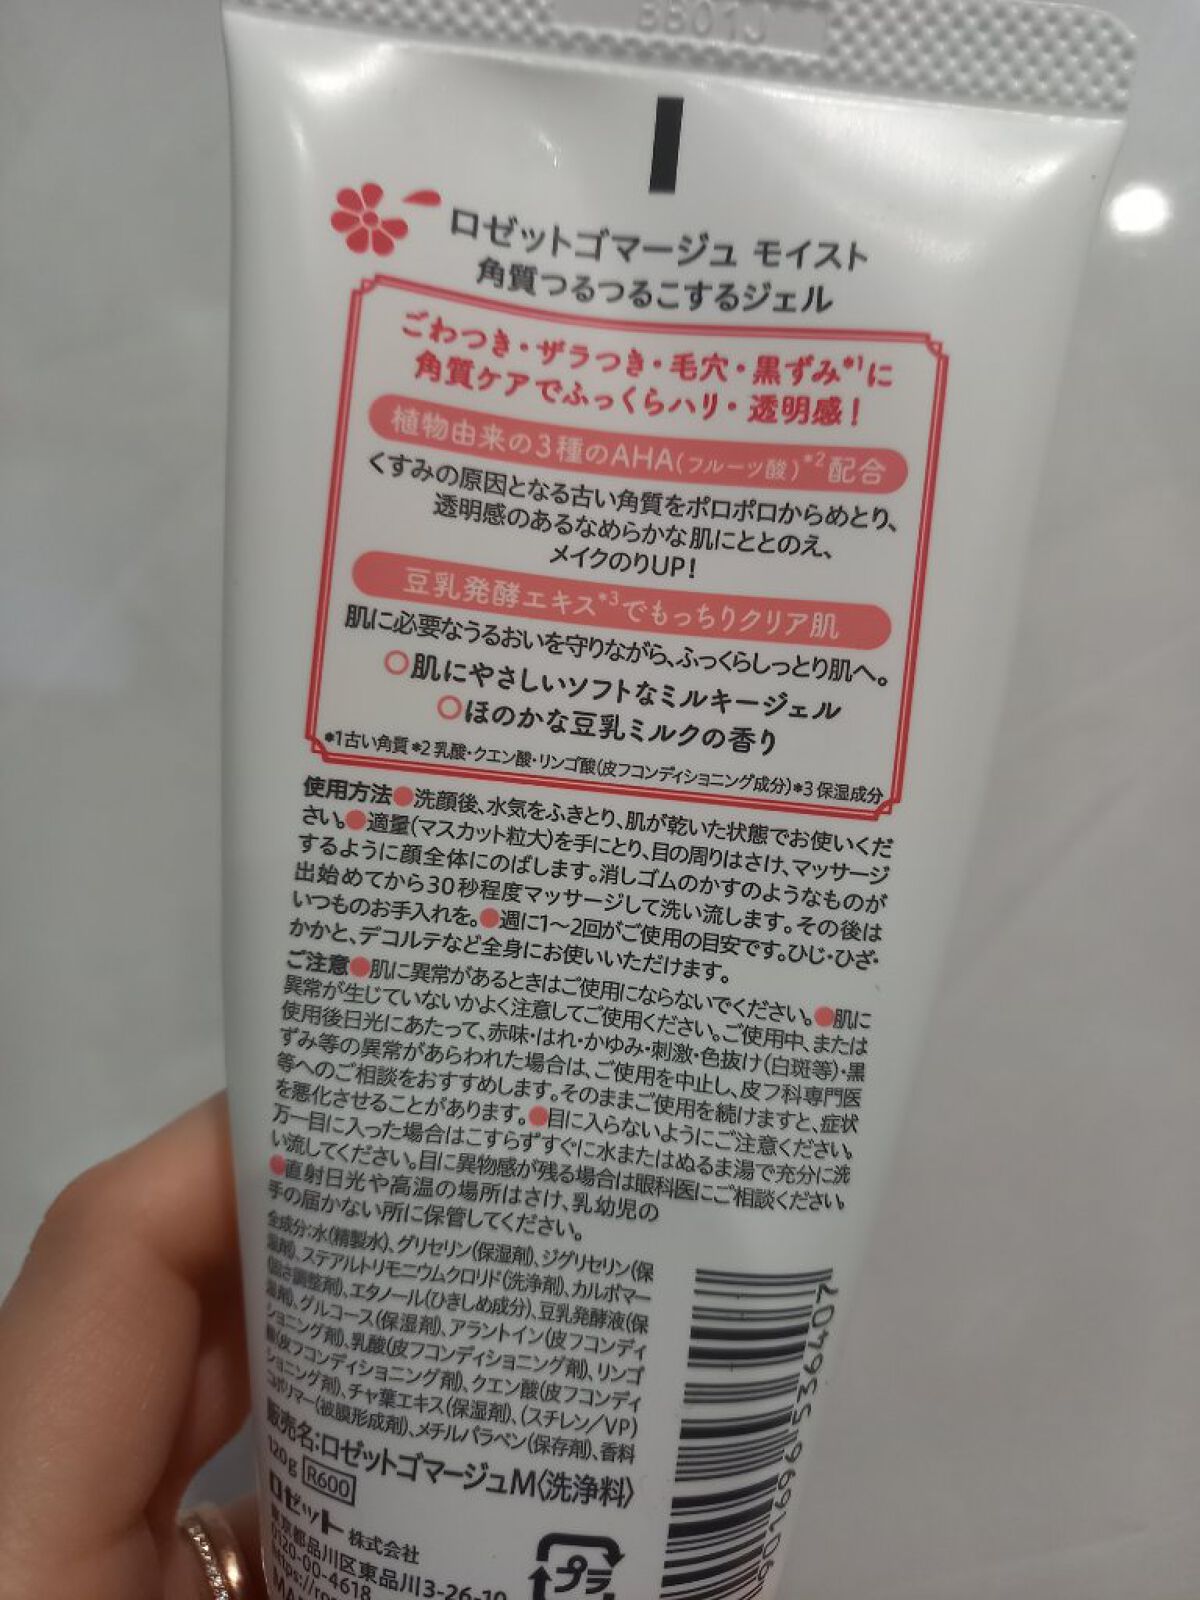 BB01J
ロゼットゴマージュ モイスト
角質つるつるこするジェル
ごわつき・ザラつき・毛穴・黒ずみ*1に
角質ケアでふっくらハリ・透明感!
植物由来の3種のAHA(フルーツ酸)*2配合
くすみの原因となる古い角質をポロポロからめとり、
透明感のあるなめらかな肌にととのえ、
メイクのりUP!
豆乳発酵エキス*3でもっちりクリア肌
肌に必要なうるおいを守りながら、ふっくらしっとり肌へ。
○肌にやさしいソフトなミルキージェル
○ほのかな豆乳ミルクの香り
*1古い角質*2乳酸・クエン酸・リンゴ酸(皮フコンディショニング成分)*3保湿成分
使用方法●洗顔後、水気をふきとり、肌が乾いた状態でお使いくだ
さい。●適量(マスカット粒大)を手にとり、目の周りはさけ、マッサージ
するように顔全体にのばします。消しゴムのかすのようなものが
出始めてから30秒程度マッサージして洗い流します。その後は
いつものお手入れを。●週に1〜2回がご使用の目安です。ひじ・ひざ・
かかと、デコルテなど全身にお使いいただけます。
ご注意●肌に異常があるときはご使用にならないでください。●肌に
異常が生じていないかよく注意してご使用ください。ご使用中、または
使用後日光にあたって、赤味・はれ・かゆみ・刺激・色抜け(白斑等)・黒
ずみ等の異常があらわれた場合は、ご使用を中止し、皮フ科専門医
等へのご相談をおすすめします。そのままご使用を続けますと、症状
を悪化させることがあります。●目に入らないようにご注意ください。
万一目に入った場合はこすらずすぐに水またはぬるま湯で充分に洗
い流してください。目に異物感が残る場合は眼科医にご相談ください。
●直射日光や高温の場所はさけ、乳幼児の
手の届かない所に保管してください。
全成分:水(精製水)、グリセリン(保湿剤)、ジグリセリン(保
湿剤)、ステアルトリモニウムクロリド(洗浄剤)、カルボマー
(固さ調整剤)、エタノール(ひきしめ成分)、豆乳発酵液(保
湿剤)、グルコース(保湿剤)、アラントイン(皮フコンディ
ショニング剤)、乳酸(皮フコンディショニング剤)、リンゴ
酸(皮フコンディショニング剤)、クエン酸(皮フコンディ
ショニング剤)、チャ葉エキス(保湿剤)、(スチレン/VP)
コポリマー(被膜形成剤)、メチルパラベン(保存剤)、香料
販売名:ロゼットゴマージュM〈洗浄料〉
120g R600
ロゼット 株式会社
東京都品川区東品川3-26-10
0120-00-4618
プラ